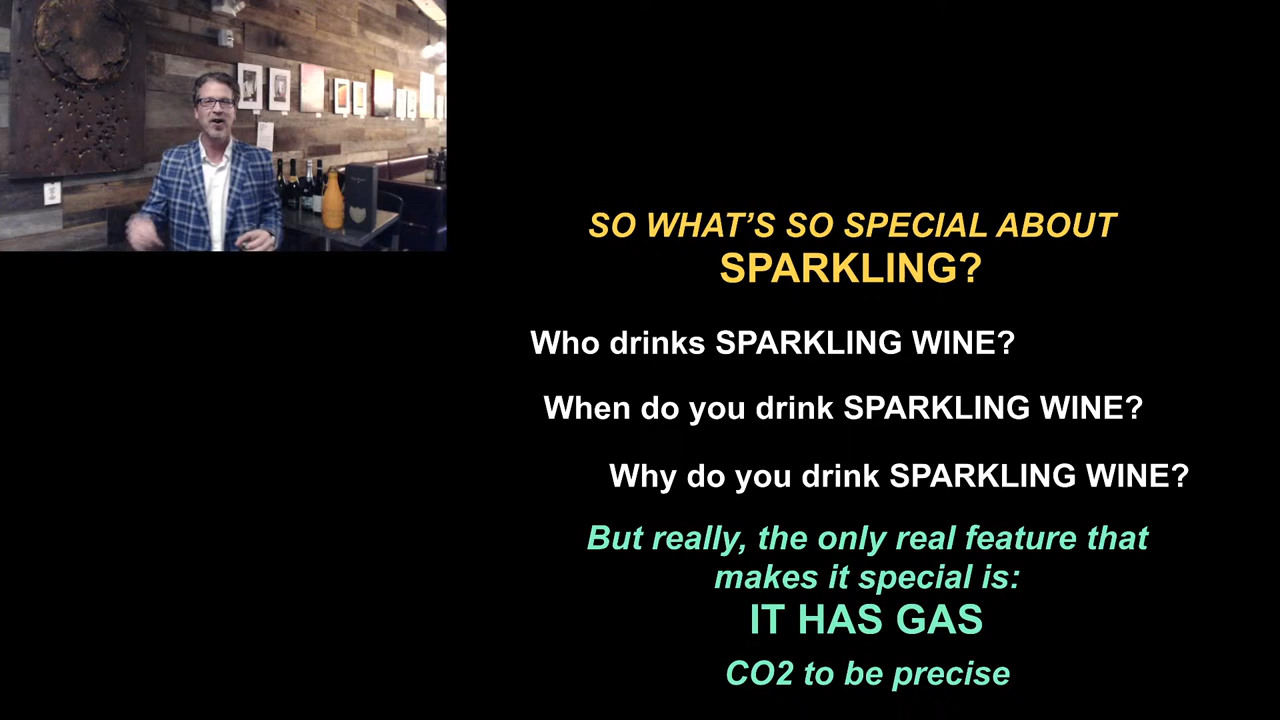 SO WHAT’S SO SPECIAL ABOUT
SPARKLING?
Who drinks SPARKLING WINE?
When do you drink SPARKLING WINE?
Why do you drink SPARKLING WINE?
But really, the only real feature that
makes it special is:
IT HAS GAS
CO2 to be precise